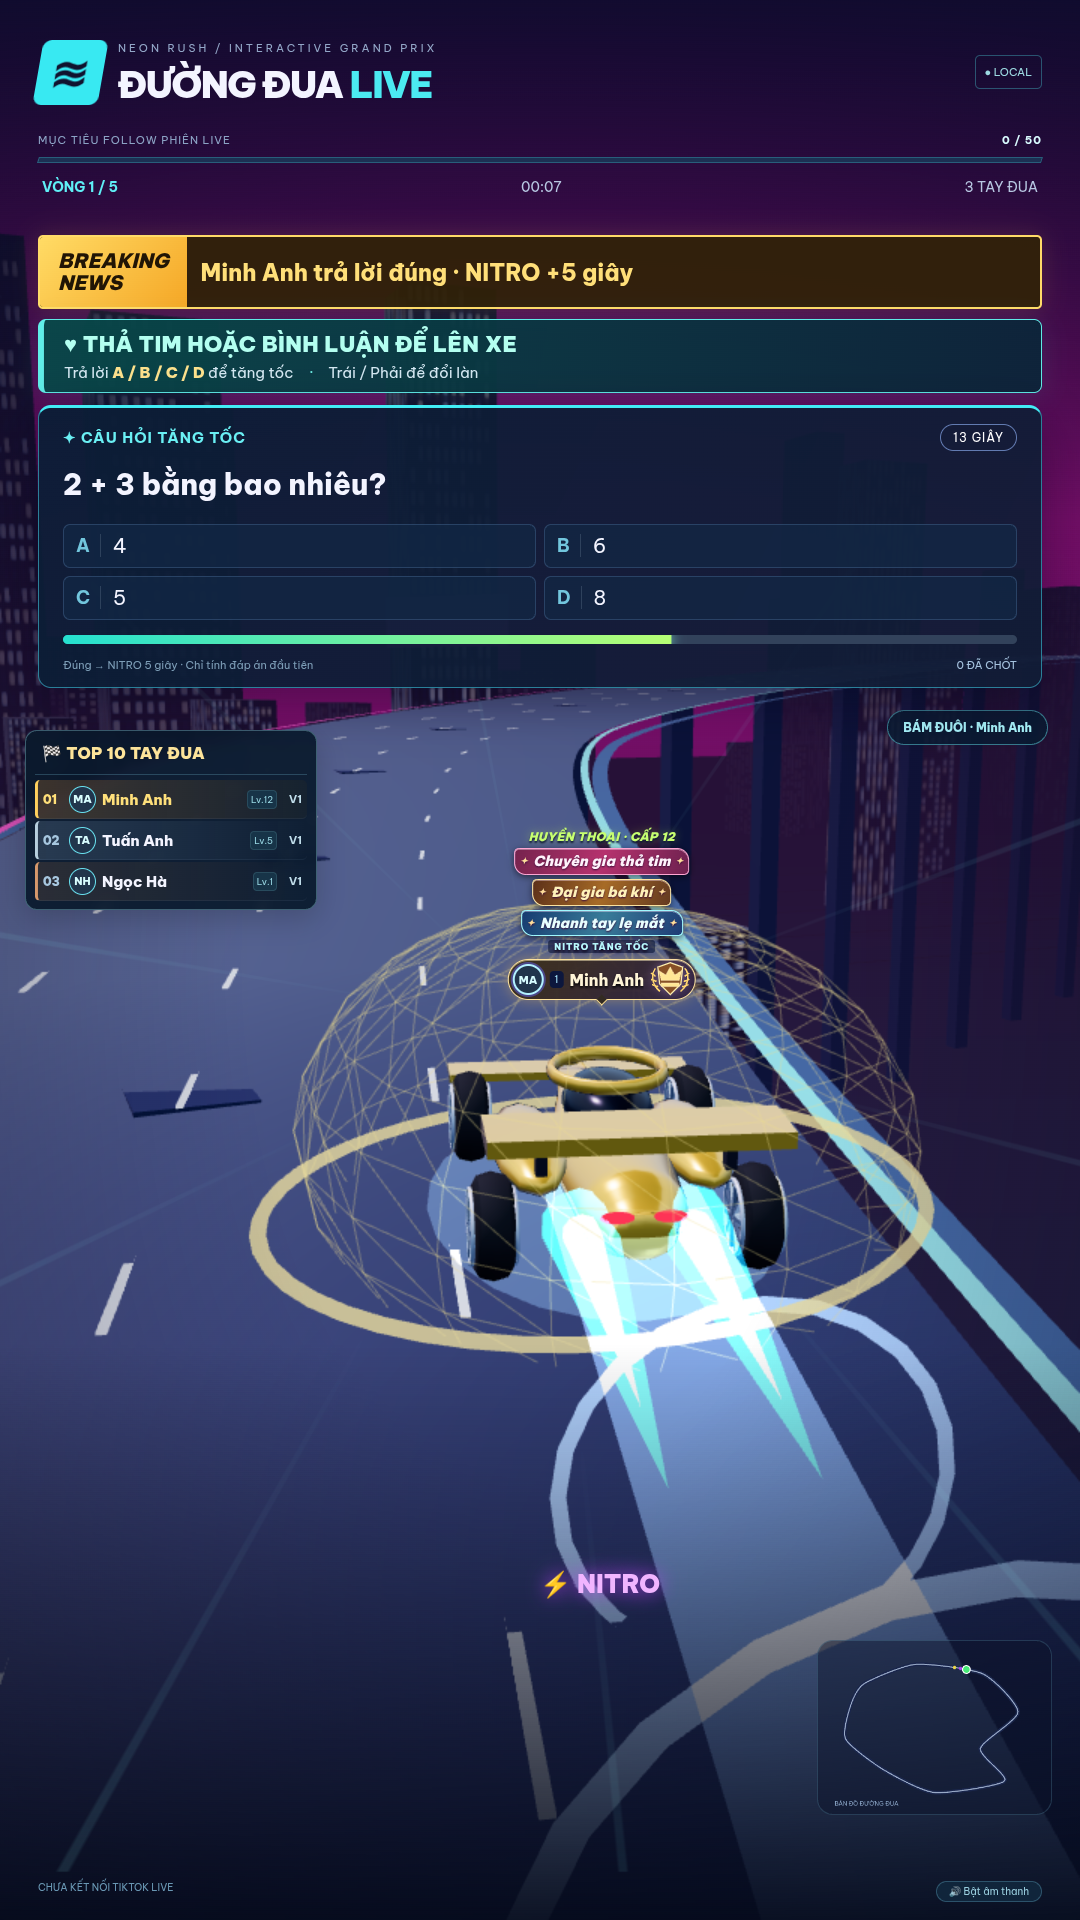 NEON RUSH / INTERACTIVE GRAND PRIX
ĐƯỜNG ĐUA LIVE
● LOCAL
MỤC TIÊU FOLLOW PHIÊN LIVE
0 / 50
VÒNG 1 / 5
00:07
3 TAY ĐUA
BREAKING NEWS
Minh Anh trả lời đúng · NITRO +5 giây
♥ THẢ TIM HOẶC BÌNH LUẬN ĐỂ LÊN XE
Trả lời A / B / C / D để tăng tốc · Trái / Phải để đổi làn
✦ CÂU HỎI TĂNG TỐC
13 GIÂY
2 + 3 bằng bao nhiêu?
A 4
B 6
C 5
D 8
Đúng → NITRO 5 giây · Chỉ tính đáp án đầu tiên
0 ĐÃ CHỐT
BÁM ĐUÔI · Minh Anh
🏁 TOP 10 TAY ĐUA
01 MA Minh Anh Lv.12 V1
02 TA Tuấn Anh Lv.5 V1
03 NH Ngọc Hà Lv.1 V1
HUYỀN THOẠI · CẤP 12
✦ Chuyên gia thả tim ✦
✦ Đại gia bá khí ✦
✦ Nhanh tay lẹ mắt ✦
NITRO TĂNG TỐC
MA 1 Minh Anh
⚡ NITRO
BẢN ĐỒ ĐƯỜNG ĐUA
CHƯA KẾT NỐI TIKTOK LIVE
🔊 Bật âm thanh